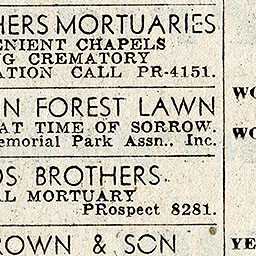 HERS MORTUARIES
ENIENT CHAPELS
G CREMATORY
ATION CALL PR-4151.
N FOREST LAWN
AT TIME OF SORROW.
emorial Park Assn., Inc.
OS BROTHERS
L MORTUARY
PRospect 8281.
ROWN & SON
WO
WO
YE